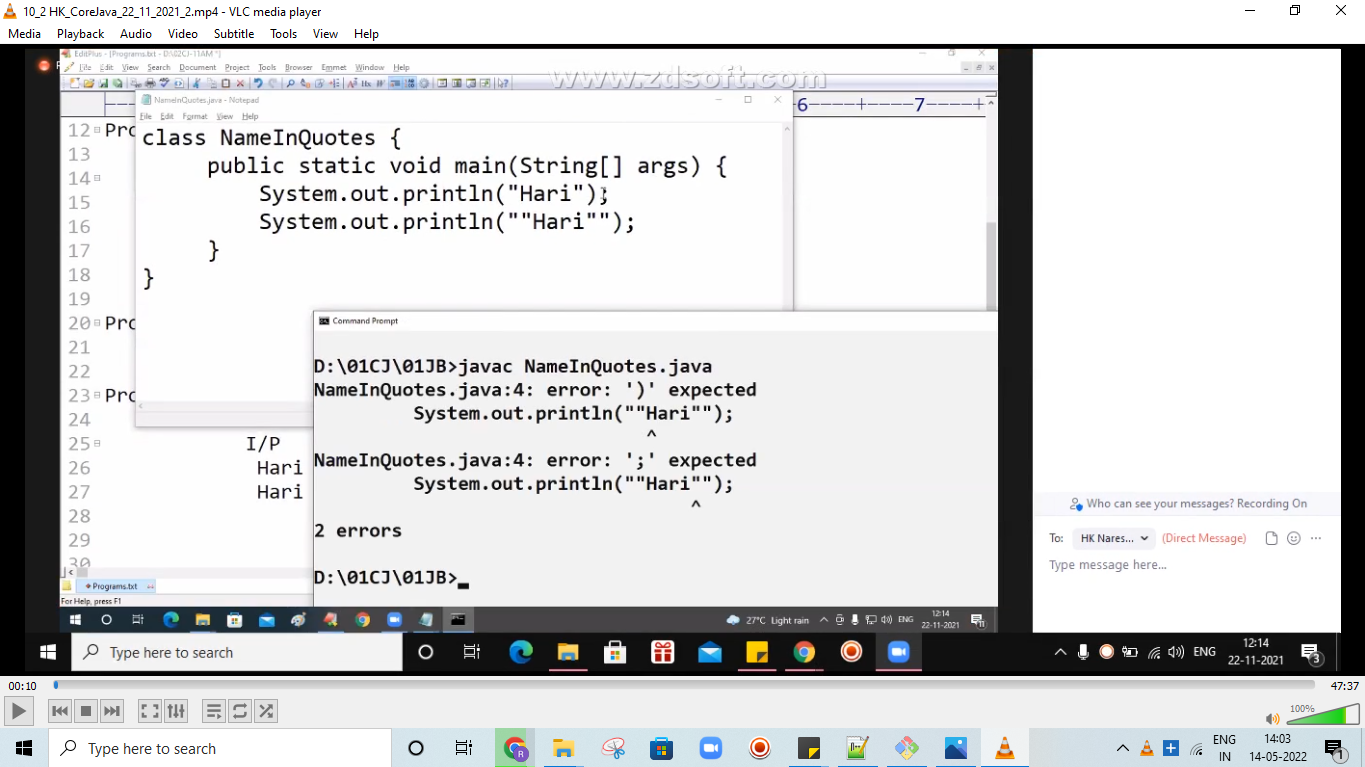 10_2 HK_CoreJava_22_11_2021_2.mp4 - VLC media player
Media Playback Audio Video Subtitle Tools View Help
EditPlus - [Programs.txt - D:\02CJ-11AM *]
File Edit View Search Document Project Tools Browser Emmet Window Help
www.zdsoft.com
NameInQuotes.java - Notepad
6----+----7----+
File Edit Format View Help
12 Pro
13
14
15
16
17
18
19
20 Pro
21
22
23 Pro
24
25 I/P
26 Hari
27 Hari
28
29
30
class NameInQuotes {
public static void main(String[] args) {
System.out.println("Hari");
System.out.println(""Hari"");
}
}
Command Prompt
D:\01CJ\01JB>javac NameInQuotes.java
NameInQuotes.java:4: error: ')' expected
System.out.println(""Hari"");
^
NameInQuotes.java:4: error: ';' expected
System.out.println(""Hari"");
^
2 errors
D:\01CJ\01JB>
Programs.txt
For Help, press F1
27°C Light rain ENG 12:14
22-11-2021
Who can see your messages? Recording On
To: HK Nares... (Direct Message)
Type message here...
Type here to search
ENG 12:14
22-11-2021
3
00:10 47:37
100%
Type here to search
ENG
IN
14:03
14-05-2022
1